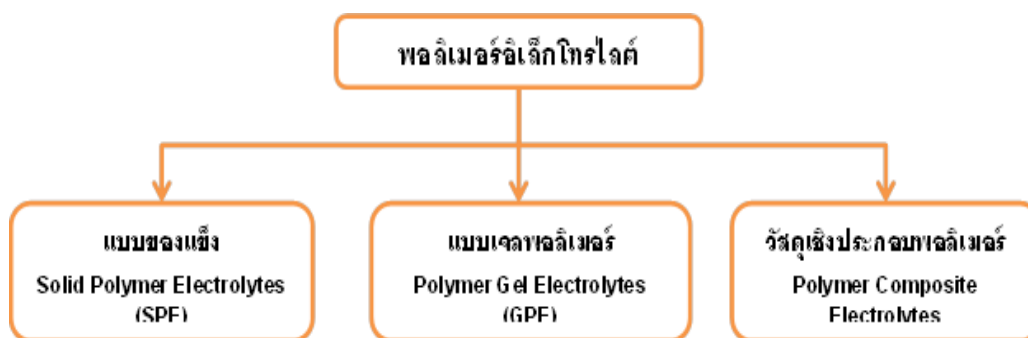 พอลิเมอร์อิเล็กโทรไลต์
แบบของแข็ง
Solid Polymer Electrolytes
(SPE)
แบบเจลพอลิเมอร์
Polymer Gel Electrolytes
(GPE)
วัสดุเชิงประกอบพอลิเมอร์
Polymer Composite
Electrolytes